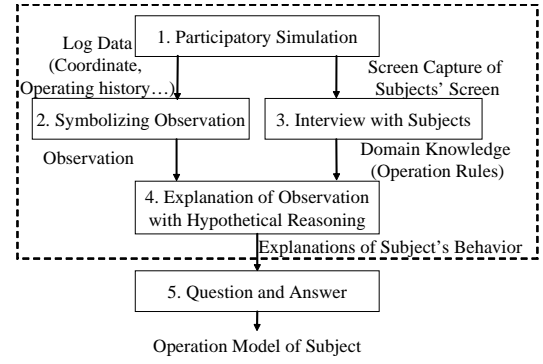 1. Participatory Simulation
Log Data
(Coordinate,
Operating history…)
Screen Capture of
Subjects' Screen
2. Symbolizing Observation
3. Interview with Subjects
Observation
Domain Knowledge
(Operation Rules)
4. Explanation of Observation
with Hypothetical Reasoning
Explanations of Subject's Behavior
5. Question and Answer
Operation Model of Subject